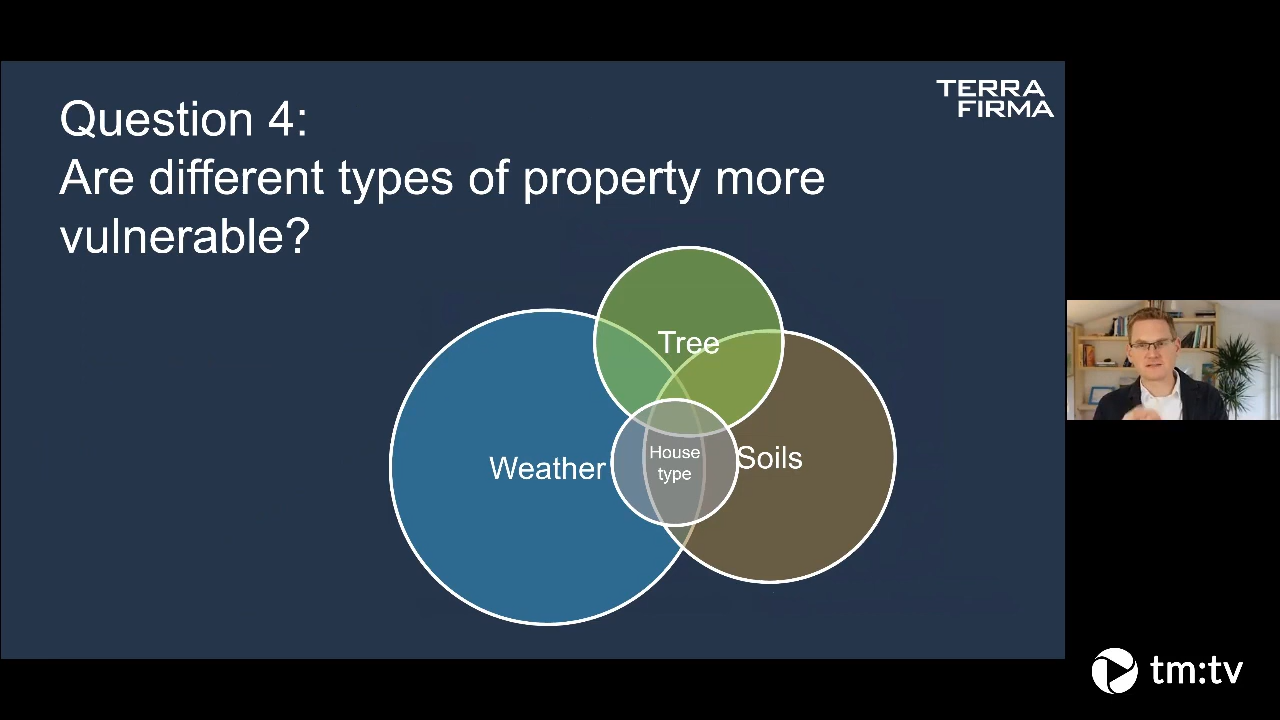 TERRA
FIRMA
Question 4:
Are different types of property more
vulnerable?
Tree
Weather
House
type
Soils
tm:tv